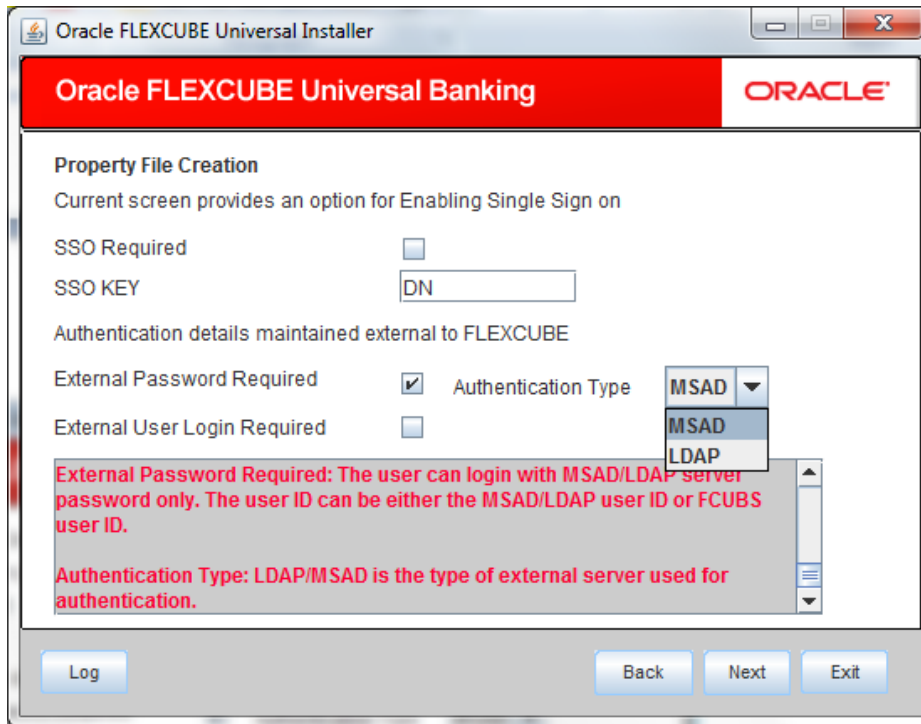 Oracle FLEXCUBE Universal Installer
Oracle FLEXCUBE Universal Banking
ORACLE
Property File Creation
Current screen provides an option for Enabling Single Sign on
SSO Required
SSO KEY DN
Authentication details maintained external to FLEXCUBE
External Password Required Authentication Type MSAD
MSAD
External User Login Required
LDAP
External Password Required: The user can login with MSAD/LDAP server
password only. The user ID can be either the MSAD/LDAP user ID or FCUBS
user ID.
Authentication Type: LDAP/MSAD is the type of external server used for
authentication.
Log Back Next Exit